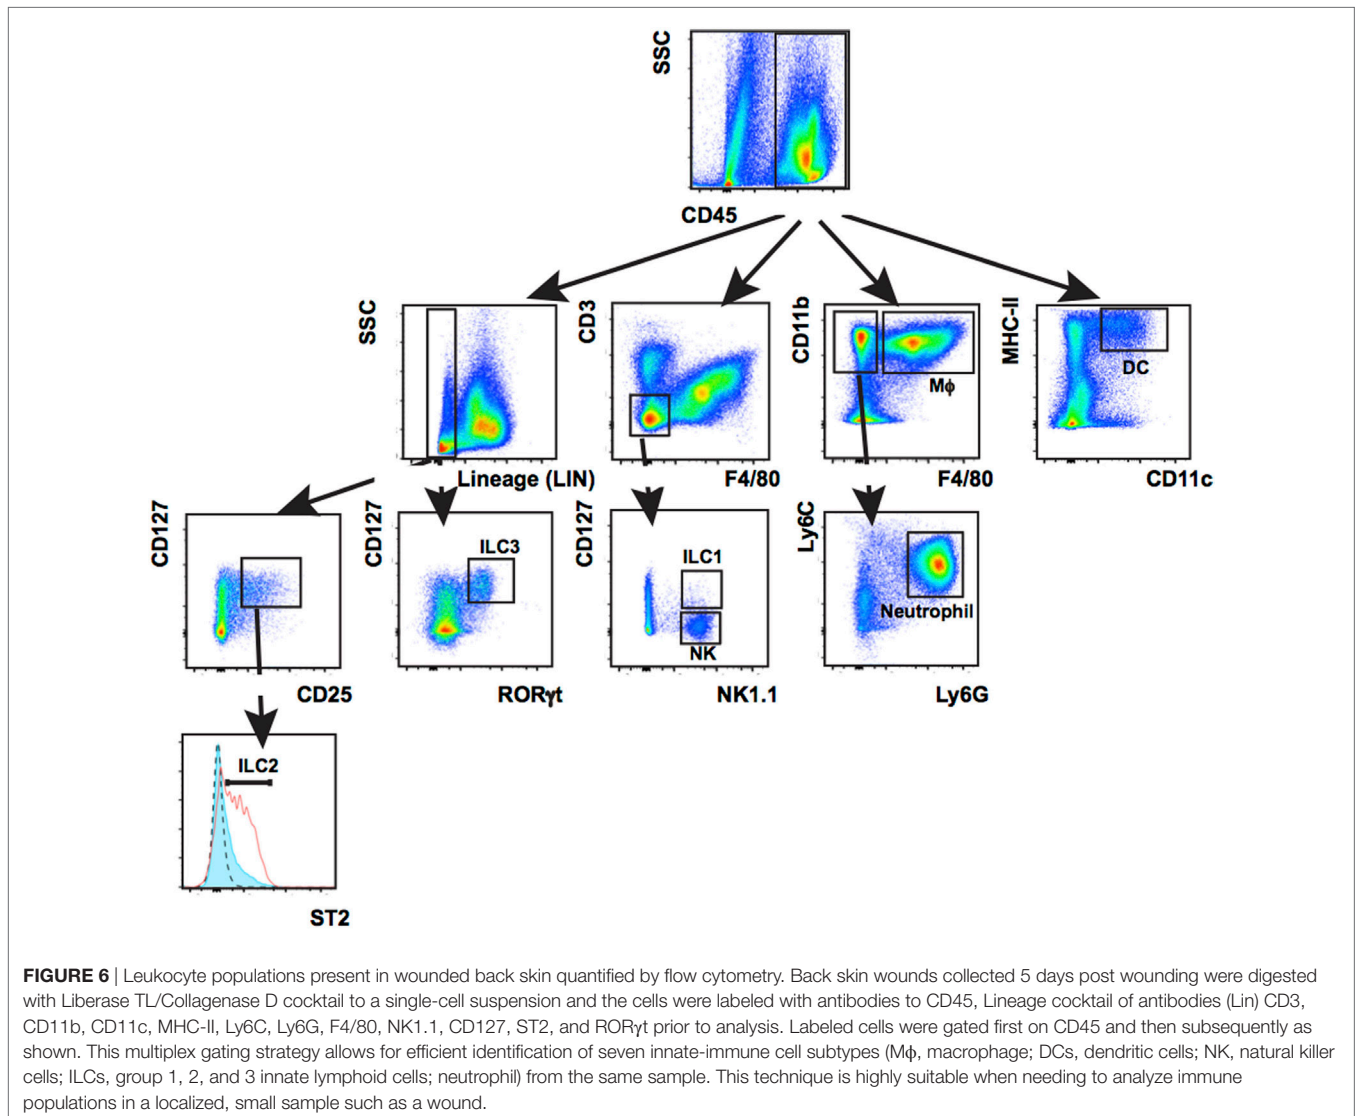 SSC
CD45
SSC
Lineage (LIN)
CD3
F4/80
CD11b
Mϕ
F4/80
MHC-II
DC
CD11c
CD127
CD25
CD127
ILC3
RORγt
CD127
ILC1
NK
NK1.1
Ly6C
Neutrophil
Ly6G
ILC2
ST2
FIGURE 6 | Leukocyte populations present in wounded back skin quantified by flow cytometry. Back skin wounds collected 5 days post wounding were digested
with Liberase TL/Collagenase D cocktail to a single-cell suspension and the cells were labeled with antibodies to CD45, Lineage cocktail of antibodies (Lin) CD3,
CD11b, CD11c, MHC-II, Ly6C, Ly6G, F4/80, NK1.1, CD127, ST2, and RORγt prior to analysis. Labeled cells were gated first on CD45 and then subsequently as
shown. This multiplex gating strategy allows for efficient identification of seven innate-immune cell subtypes (Mϕ, macrophage; DCs, dendritic cells; NK, natural killer
cells; ILCs, group 1, 2, and 3 innate lymphoid cells; neutrophil) from the same sample. This technique is highly suitable when needing to analyze immune
populations in a localized, small sample such as a wound.